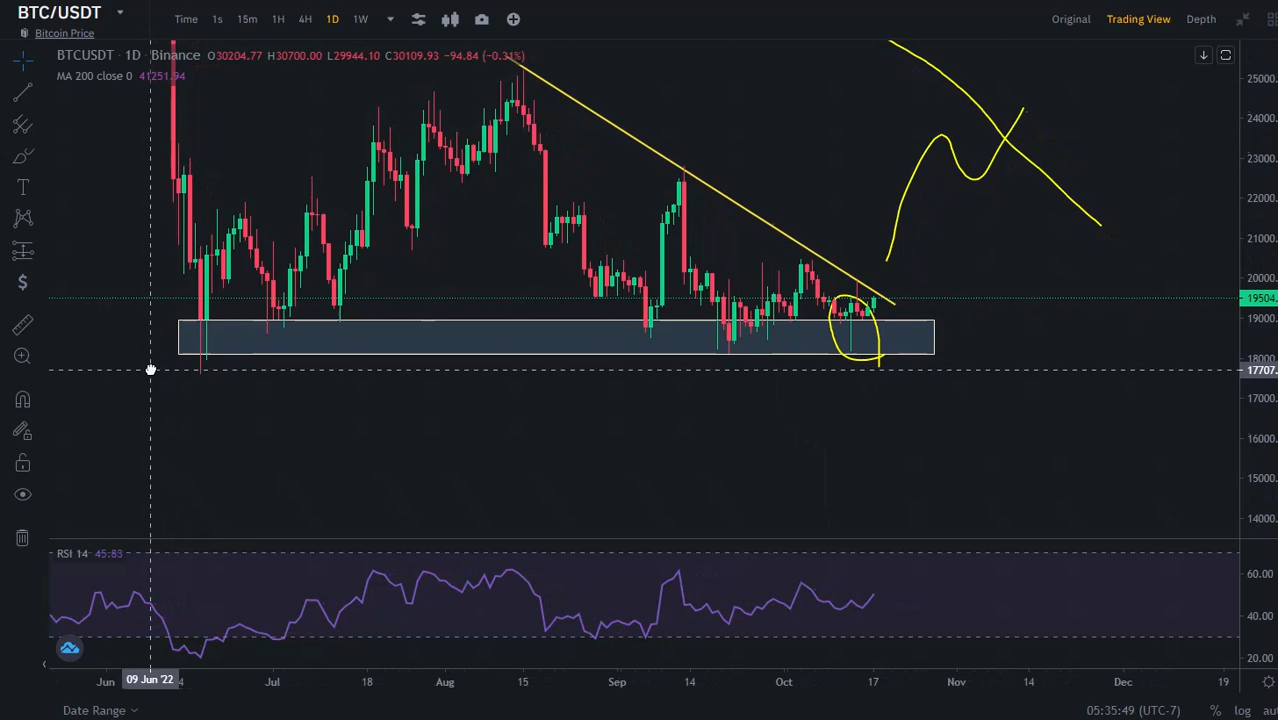 BTC/USDT
Bitcoin Price
Time 1s 15m 1H 4H 1D 1W
Original Trading View Depth
BTCUSDT · 1D · Binance O30204.77 H30700.00 L29944.10 C30109.93 -94.84 (-0.31%)
MA 200 close 0 41251.94
25000.
24000.
23000.
22000.
21000.
20000.
19504.
19000.
18000.
17707.
17000.
16000.
15000.
14000.
RSI 14 45.83
60.00
40.00
20.00
Jun 09 Jun '22 4 Jul 18 Aug 15 Sep 14 Oct 17 Nov 14 Dec 19
Date Range 05:35:49 (UTC-7) % log